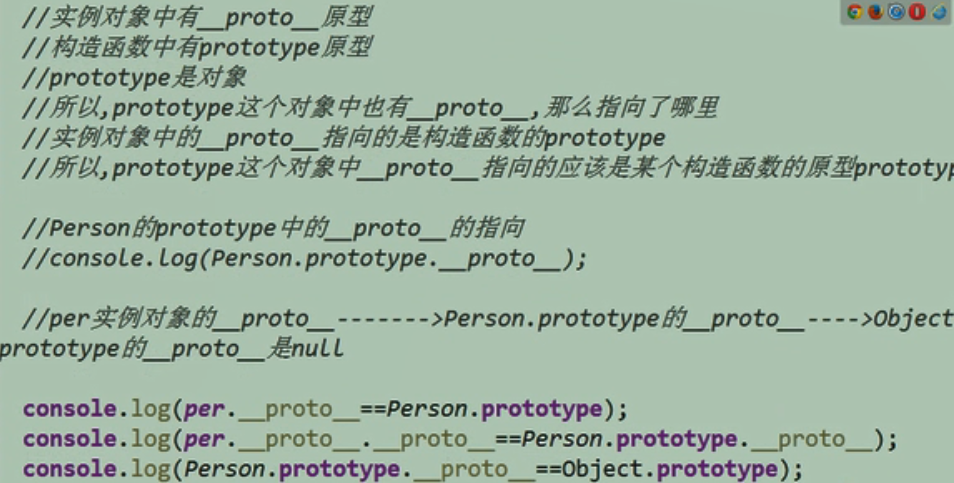 //实例对象中有__proto__原型
//构造函数中有prototype原型
//prototype是对象
//所以,prototype这个对象中也有__proto__,那么指向了哪里
//实例对象中的__proto__指向的是构造函数的prototype
//所以,prototype这个对象中__proto__指向的应该是某个构造函数的原型prototyp
//Person的prototype中的__proto__的指向
//console.log(Person.prototype.__proto__);
//per实例对象的__proto__------->Person.prototype的__proto__---->Object
prototype的__proto__是null
console.log(per.__proto__==Person.prototype);
console.log(per.__proto__.__proto__==Person.prototype.__proto__);
console.log(Person.prototype.__proto__==Object.prototype);